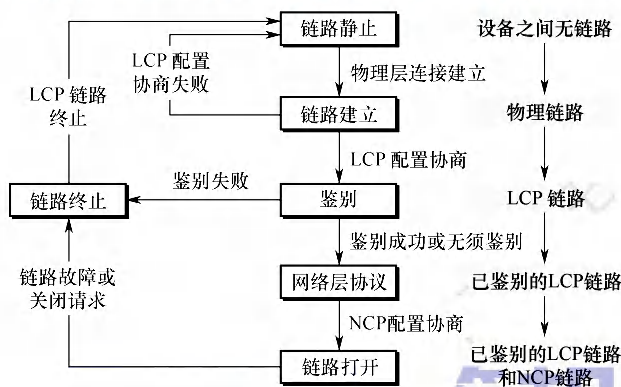 链路静止
设备之间无链路
LCP 配置
协商失败
物理层连接建立
LCP 链路
终止
链路建立
物理链路
LCP 配置协商
鉴别失败
链路终止
鉴别
LCP 链路
鉴别成功或无须鉴别
链路故障或
关闭请求
网络层协议
已鉴别的LCP链路
NCP配置协商
链路打开
已鉴别的LCP链路
和NCP链路